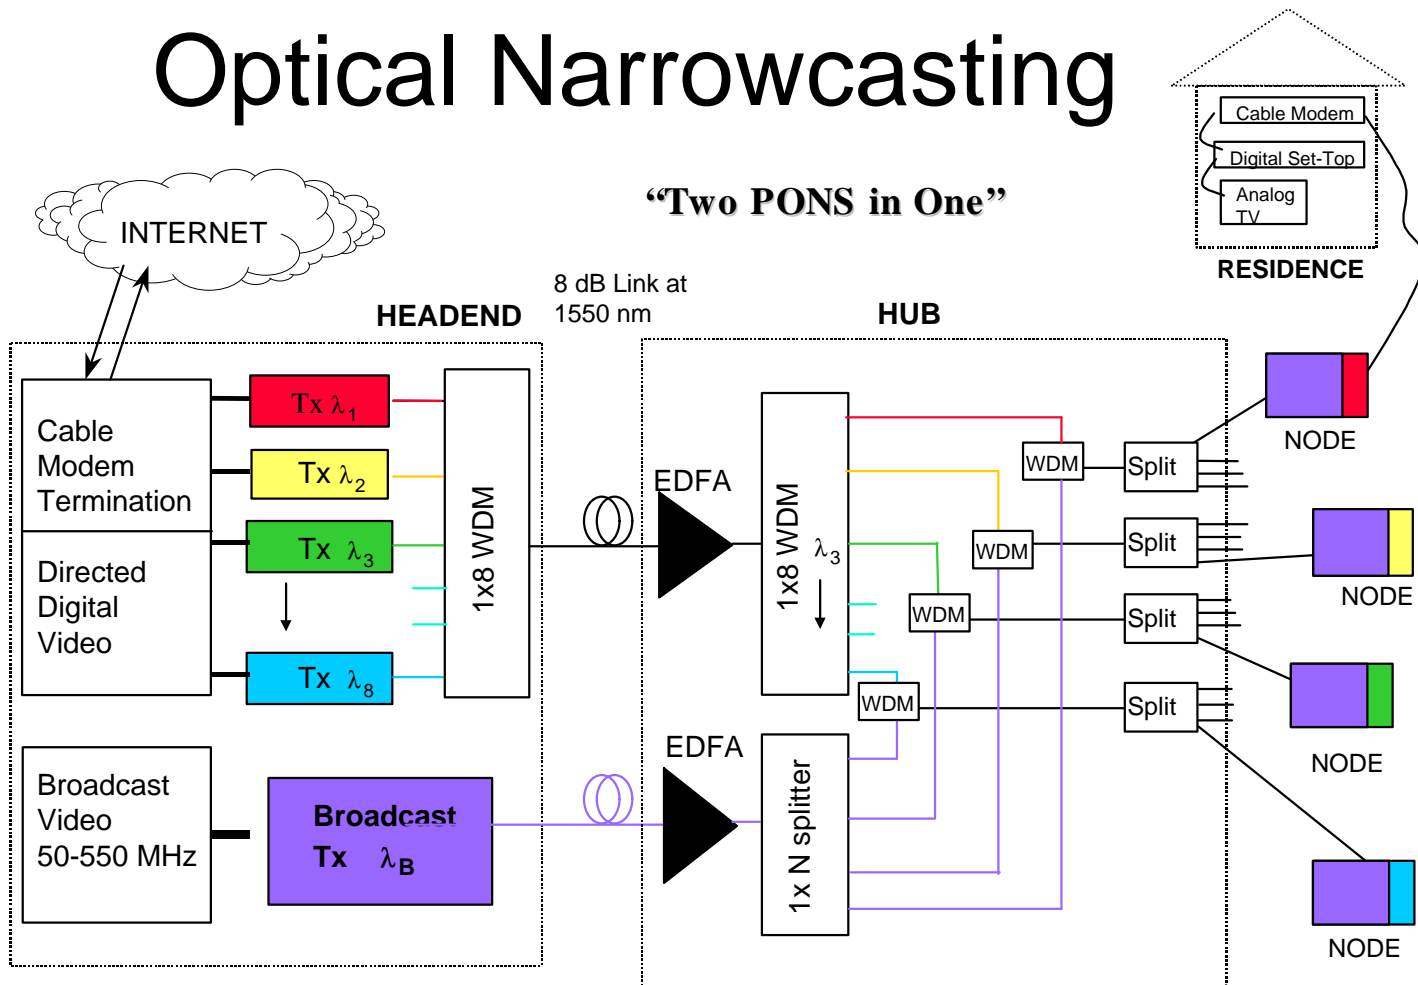 Optical Narrowcasting
Cable Modem
Digital Set-Top
Analog
TV
RESIDENCE
“Two PONS in One”
INTERNET
8 dB Link at
1550 nm
HEADEND
HUB
Cable
Modem
Termination
Directed
Digital
Video
Tx λ1
Tx λ2
Tx λ3
Tx λ8
1x8 WDM
EDFA
1x8 WDM
λ3
WDM
WDM
WDM
WDM
Split
Split
Split
Split
NODE
NODE
NODE
NODE
Broadcast
Video
50-550 MHz
Broadcast
Tx λB
EDFA
1x N splitter